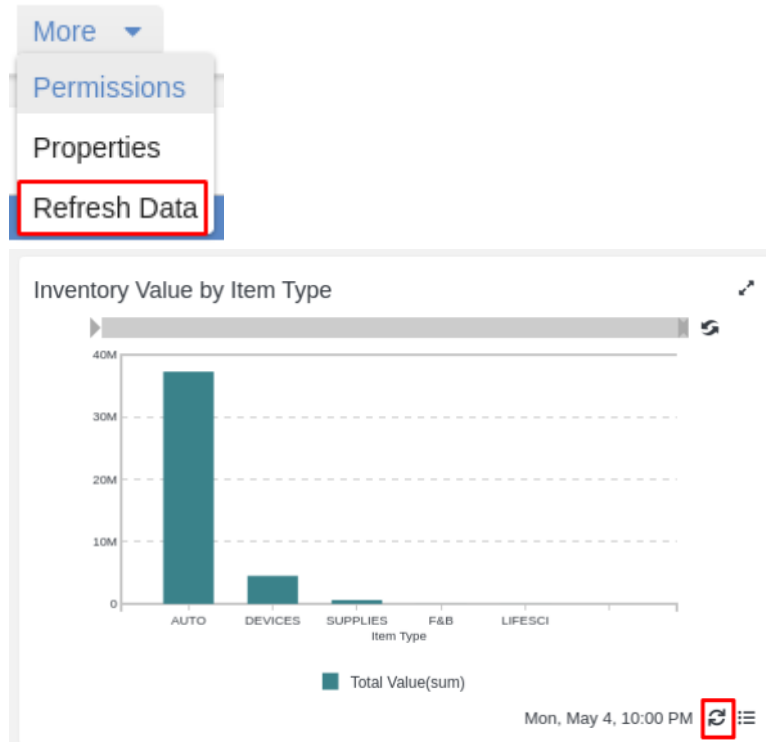 More
Permissions
Properties
Refresh Data
Inventory Value by Item Type
40M
30M
20M
10M
0
AUTO DEVICES SUPPLIES F&B LIFESCI
Item Type
Total Value(sum)
Mon, May 4, 10:00 PM